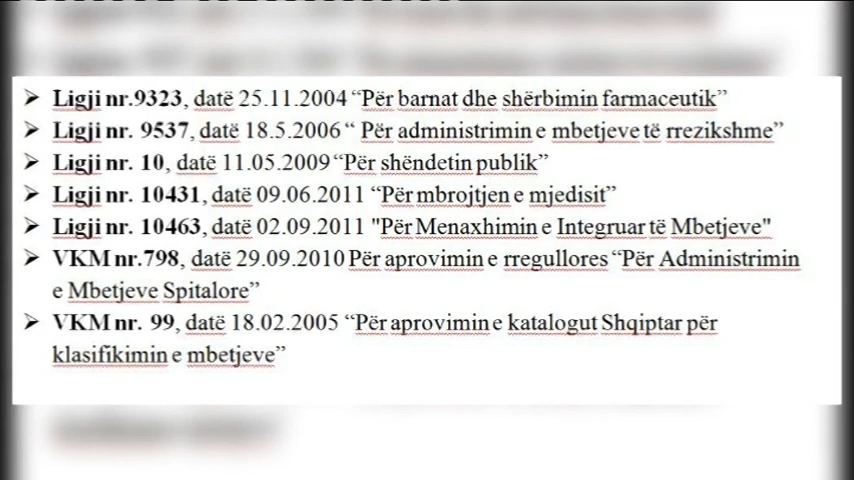 Ligji nr.9323, datë 25.11.2004 “Për barnat dhe shërbimin farmaceutik”
Ligji nr. 9537, datë 18.5.2006 “ Për administrimin e mbetjeve të rrezikshme”
Ligji nr. 10, datë 11.05.2009 “Për shëndetin publik”
Ligji nr. 10431, datë 09.06.2011 “Për mbrojtjen e mjedisit”
Ligji nr. 10463, datë 02.09.2011 "Për Menaxhimin e Integruar të Mbetjeve"
VKM nr.798, datë 29.09.2010 Për aprovimin e rregullores “Për Administrimin
e Mbetjeve Spitalore”
VKM nr. 99, datë 18.02.2005 “Për aprovimin e katalogut Shqiptar për
klasifikimin e mbetjeve”